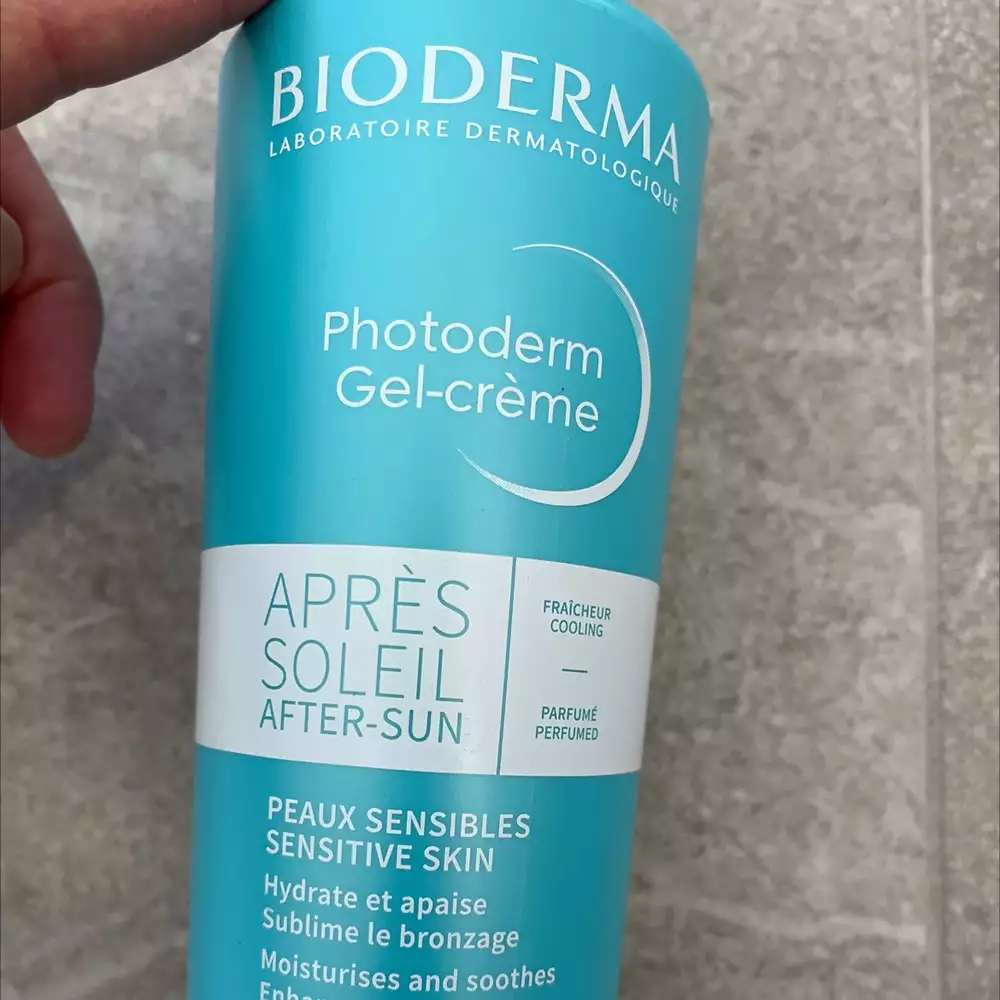 BIODERMA
LABORATOIRE DERMATOLOGIQUE
Photoderm
Gel-crème
APRÈS
SOLEIL
AFTER-SUN
FRAÎCHEUR
COOLING
—
PARFUMÉ
PERFUMED
PEAUX SENSIBLES
SENSITIVE SKIN
Hydrate et apaise
Sublime le bronzage
Moisturises and soothes